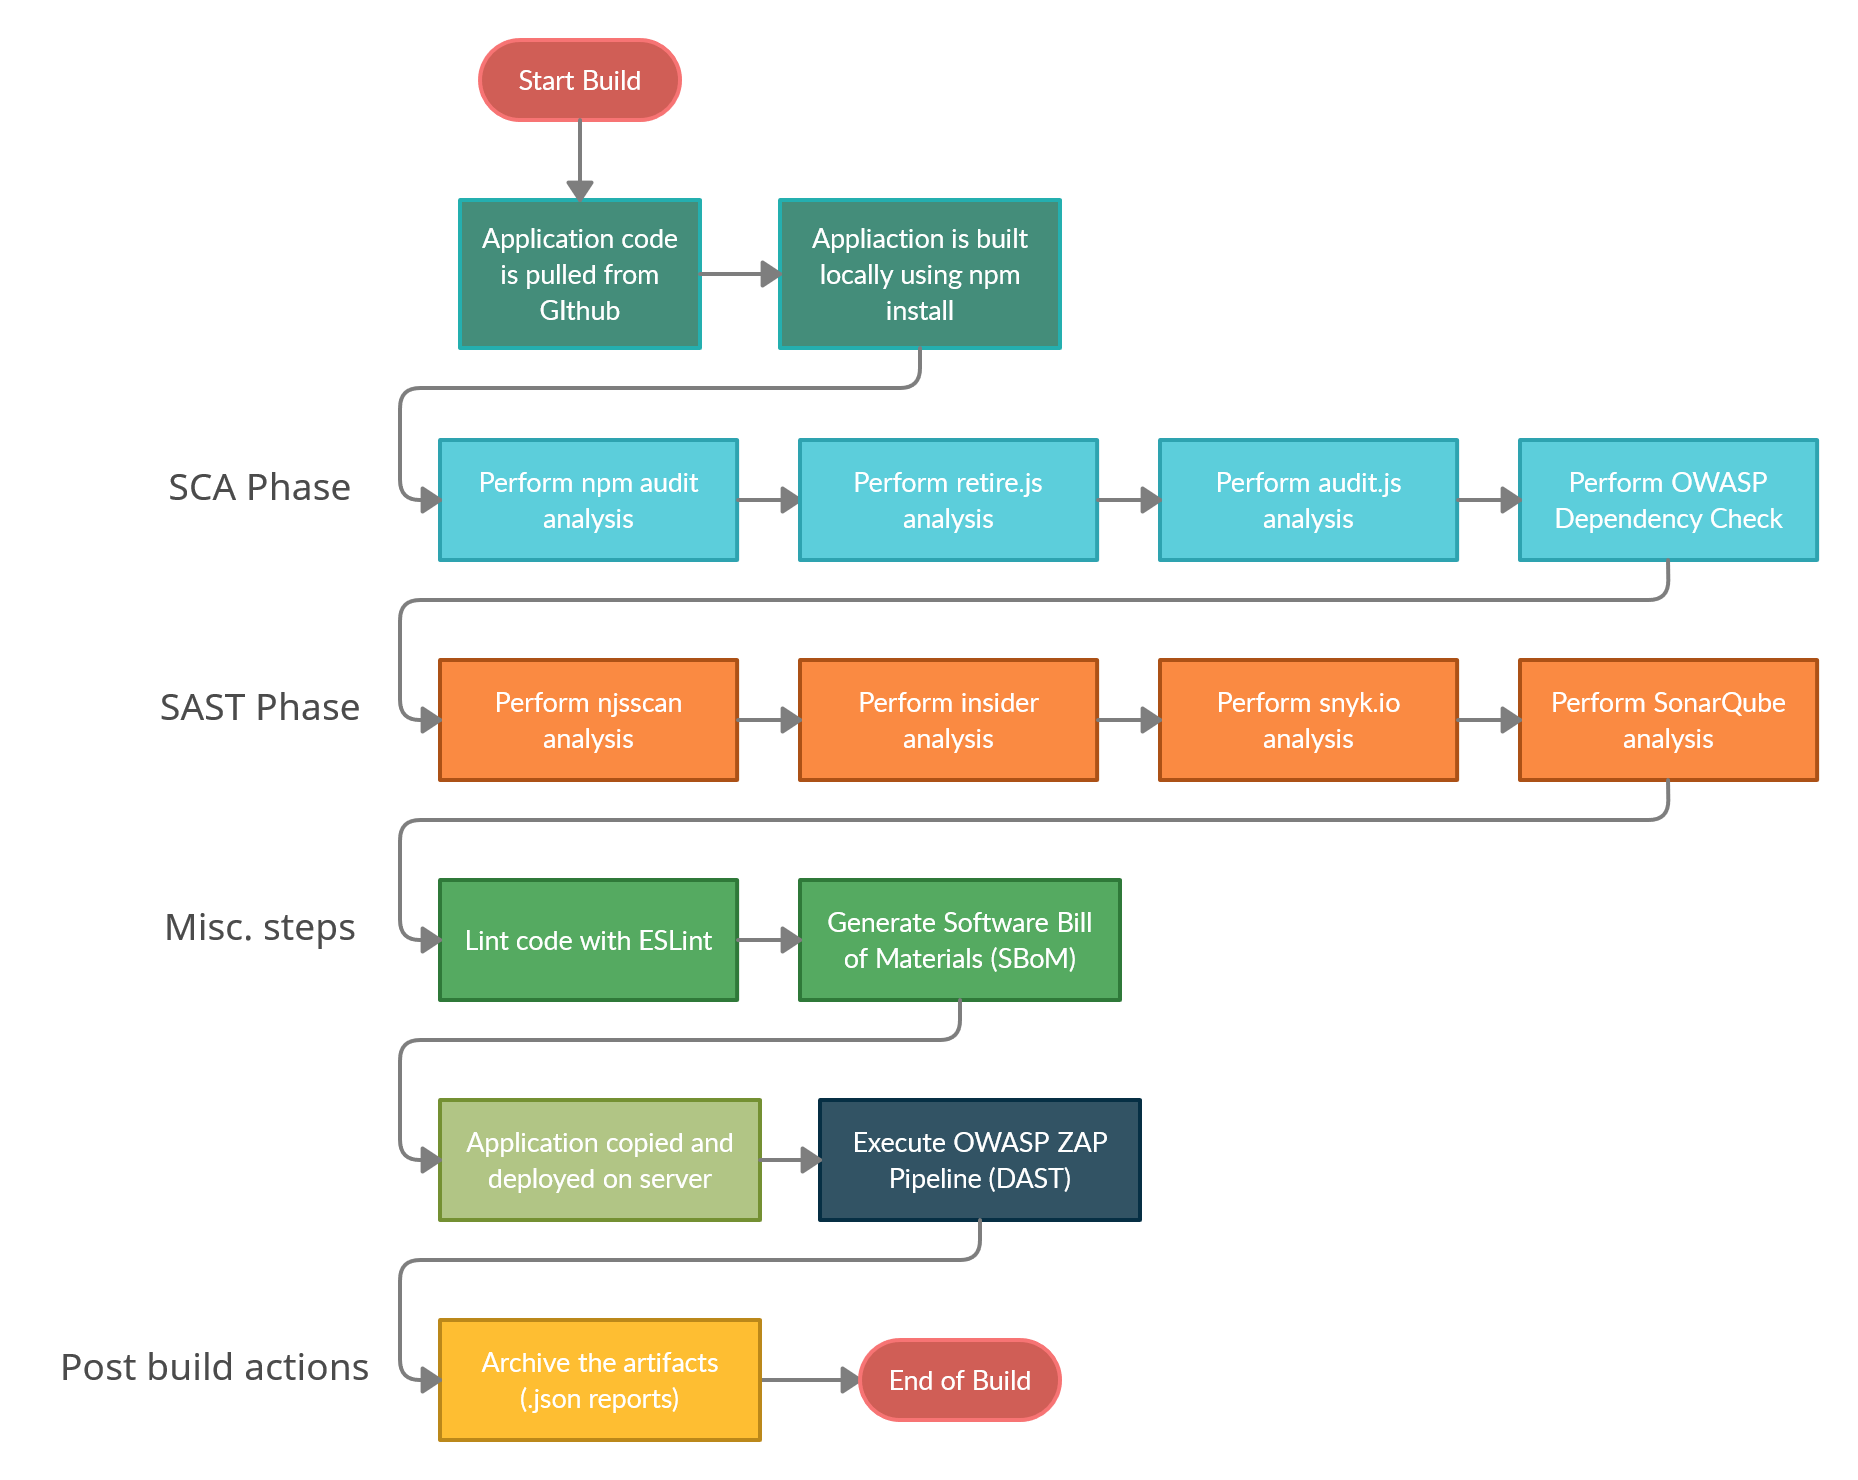 Start Build
Application code
is pulled from
GIthub
Appliaction is built
locally using npm
install
SCA Phase
Perform npm audit
analysis
Perform retire.js
analysis
Perform audit.js
analysis
Perform OWASP
Dependency Check
SAST Phase
Perform njsscan
analysis
Perform insider
analysis
Perform snyk.io
analysis
Perform SonarQube
analysis
Misc. steps
Lint code with ESLint
Generate Software Bill
of Materials (SBoM)
Application copied and
deployed on server
Execute OWASP ZAP
Pipeline (DAST)
Post build actions
Archive the artifacts
(.json reports)
End of Build